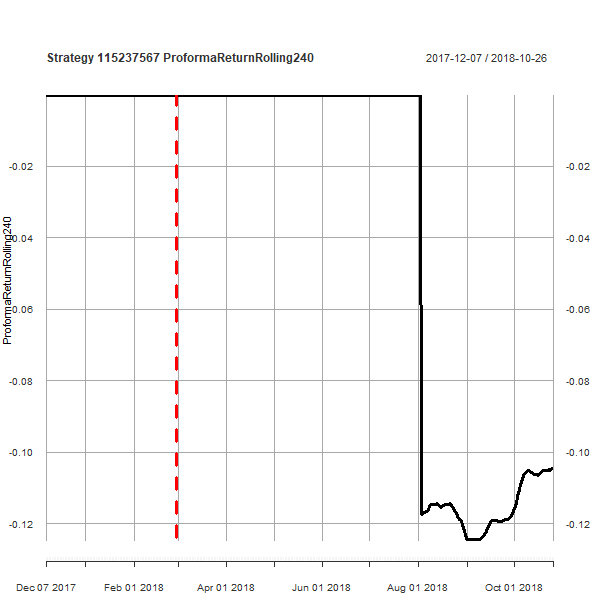 Strategy 115237567 ProformaReturnRolling240
2017-12-07 / 2018-10-26
-0.02
-0.02
-0.04
-0.04
-0.06
-0.06
-0.08
-0.08
-0.10
-0.10
-0.12
-0.12
ProformaReturnRolling240
Dec 07 2017
Feb 01 2018
Apr 01 2018
Jun 01 2018
Aug 01 2018
Oct 01 2018